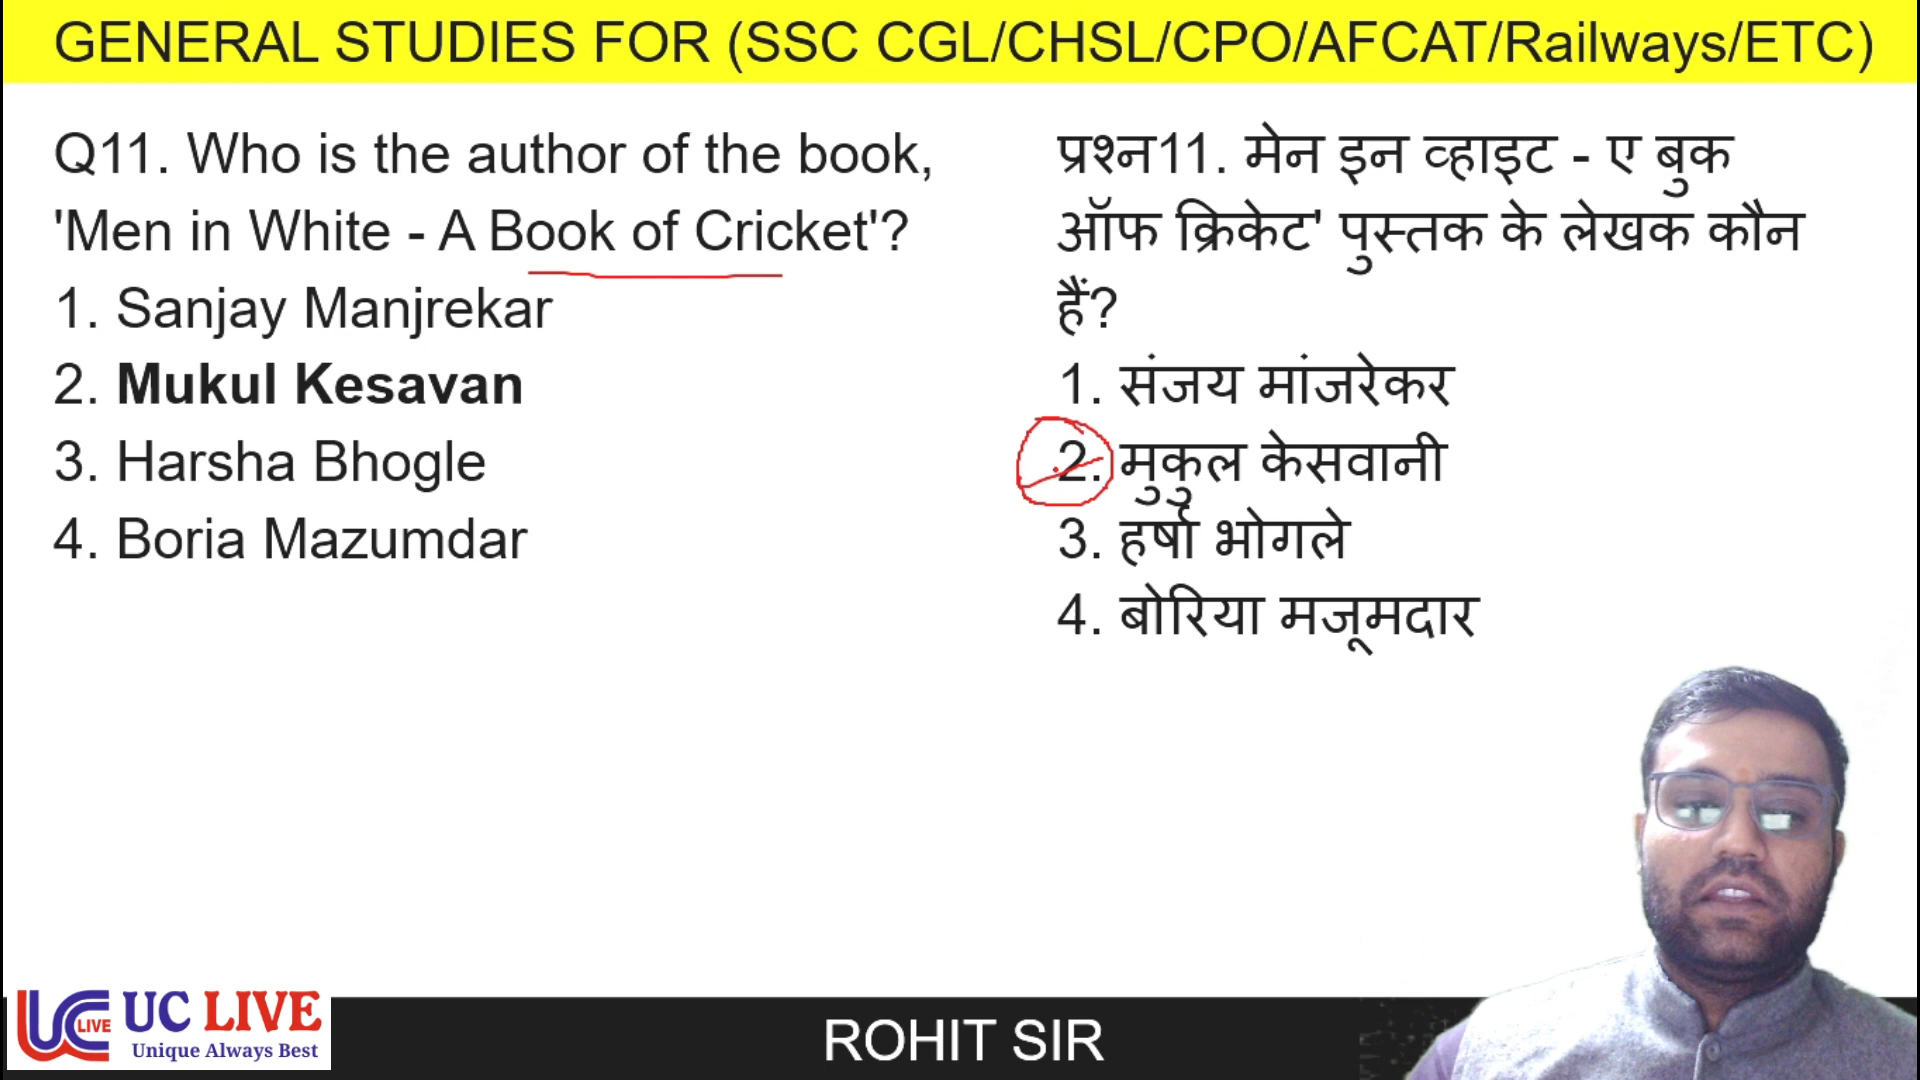 GENERAL STUDIES FOR (SSC CGL/CHSL/CPO/AFCAT/Railways/ETC)
Q11. Who is the author of the book,
'Men in White - A Book of Cricket'?
1. Sanjay Manjrekar
2. Mukul Kesavan
3. Harsha Bhogle
4. Boria Mazumdar
प्रश्न11. मेन इन व्हाइट - ए बुक
ऑफ क्रिकेट' पुस्तक के लेखक कौन
हैं?
1. संजय मांजरेकर
2. मुकुल केसवानी
3. हर्षा भोगले
4. बोरिया मजूमदार
UC LIVE UC LIVE
Unique Always Best
ROHIT SIR